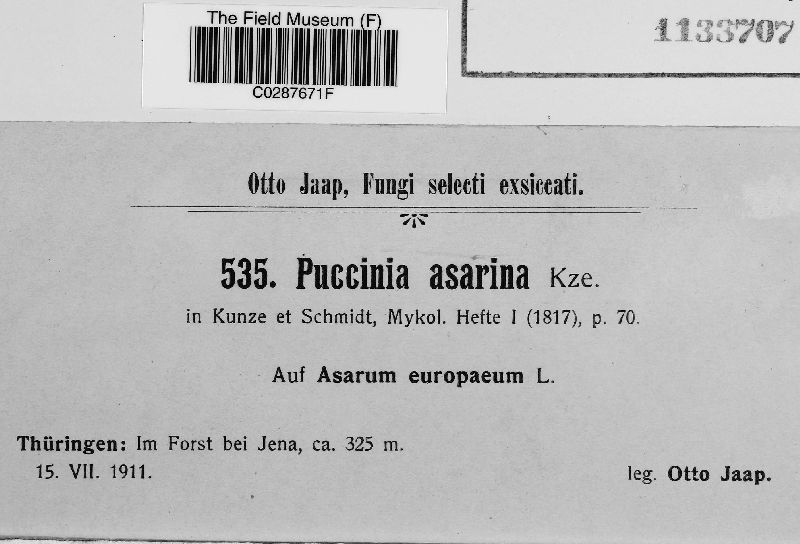 The Field Museum (F)
C0287671F
1133707
Otto Jaap, Fungi selecti exsiccati.
535. Puccinia asarina Kze.
in Kunze et Schmidt, Mykol. Hefte I (1817), p. 70.
Auf Asarum europaeum L.
Thüringen: Im Forst bei Jena, ca. 325 m.
15. VII. 1911.
leg. Otto Jaap.